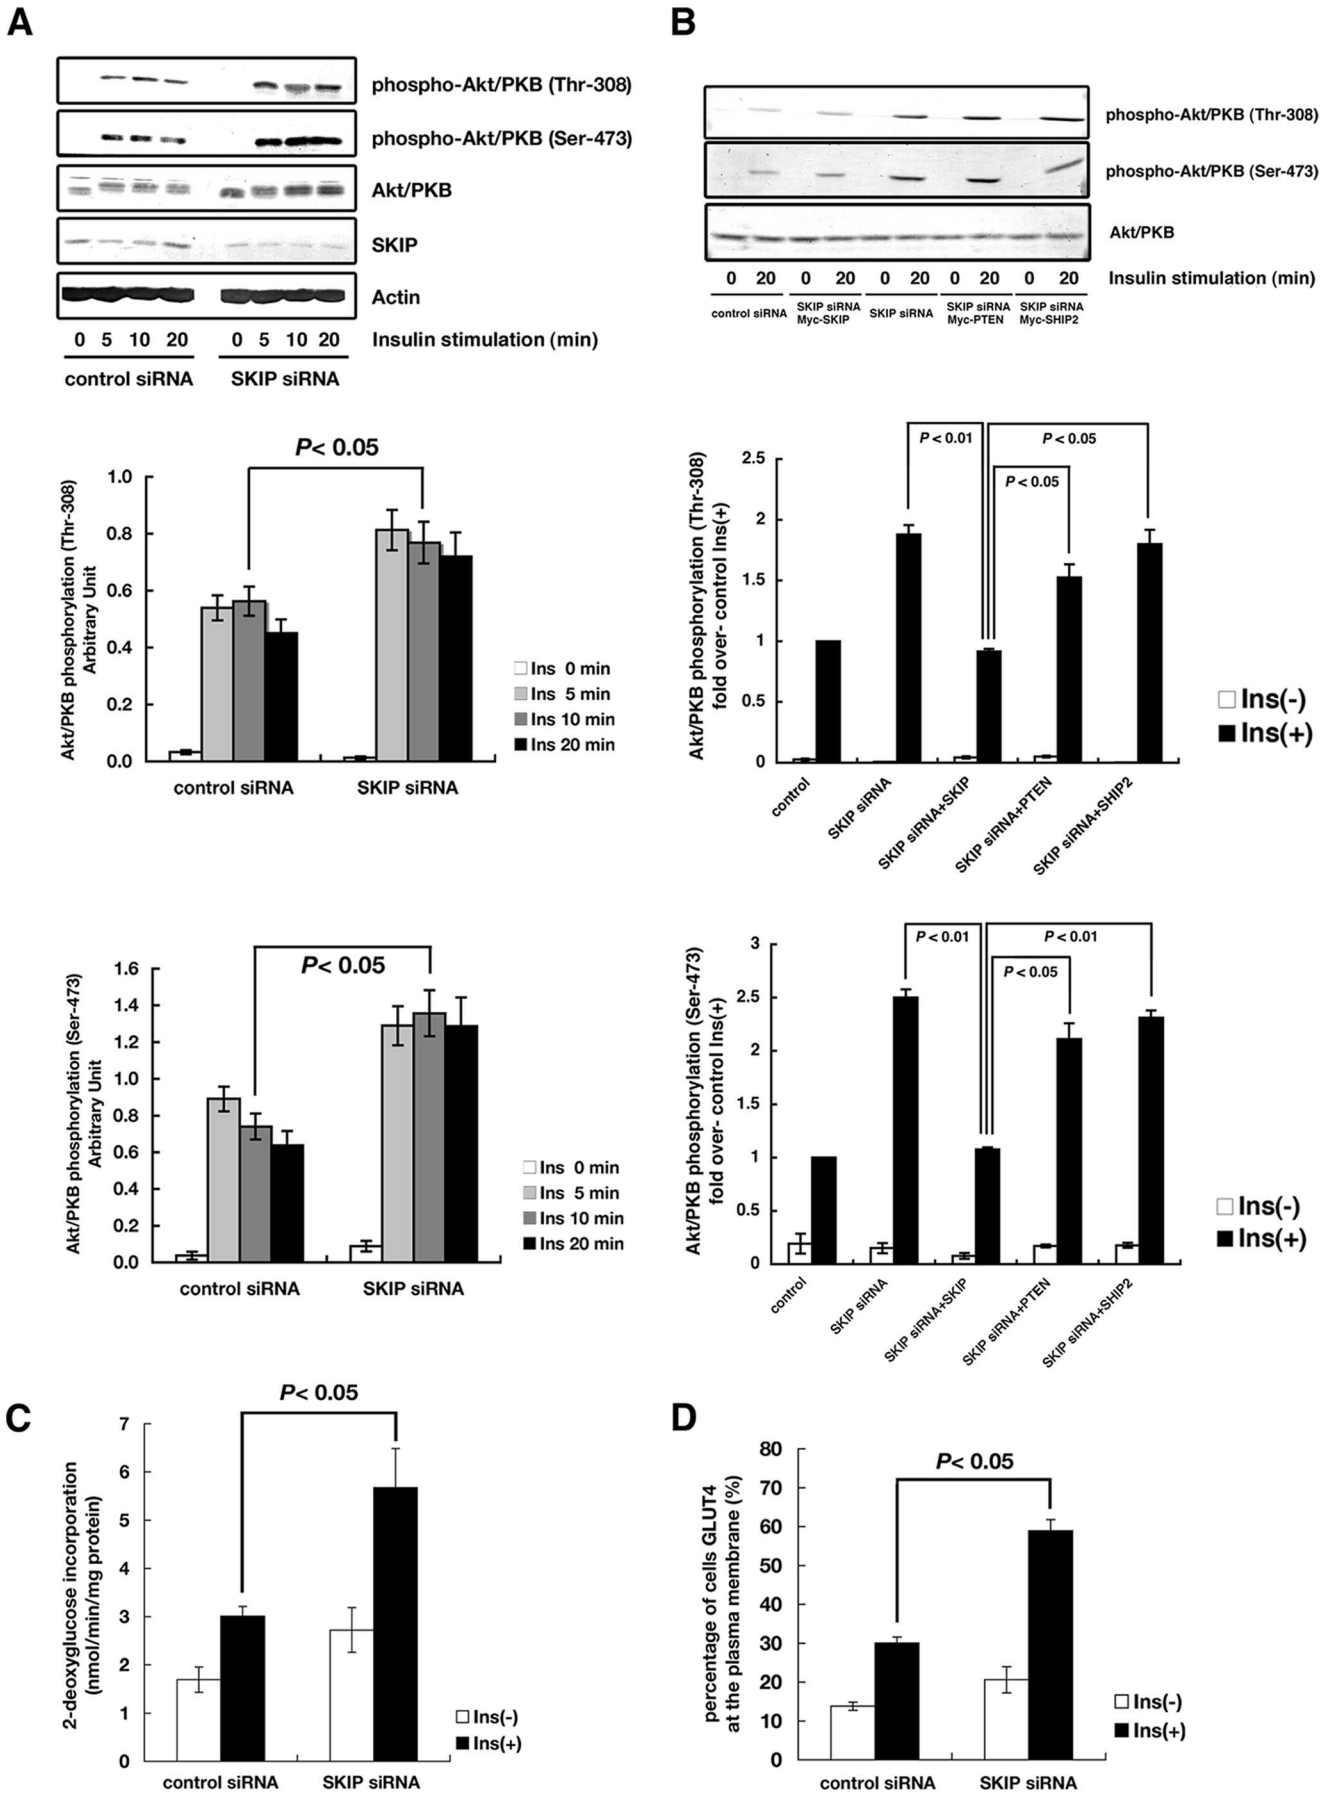 A
phospho-Akt/PKB (Thr-308)
phospho-Akt/PKB (Ser-473)
Akt/PKB
SKIP
Actin
0 5 10 20 0 5 10 20 Insulin stimulation (min)
control siRNA SKIP siRNA
P< 0.05
Akt/PKB phosphorylation (Thr-308)
Arbitrary Unit
1.0
0.8
0.6
0.4
0.2
0.0
control siRNA SKIP siRNA
Ins 0 min
Ins 5 min
Ins 10 min
Ins 20 min
P< 0.05
Akt/PKB phosphorylation (Ser-473)
Arbitrary Unit
1.6
1.4
1.2
1.0
0.8
0.6
0.4
0.2
0.0
control siRNA SKIP siRNA
Ins 0 min
Ins 5 min
Ins 10 min
Ins 20 min
B
phospho-Akt/PKB (Thr-308)
phospho-Akt/PKB (Ser-473)
Akt/PKB
0 20 0 20 0 20 0 20 0 20 Insulin stimulation (min)
control siRNA
SKIP siRNA
Myc-SKIP
SKIP siRNA
SKIP siRNA
Myc-PTEN
SKIP siRNA
Myc-SHIP2
P < 0.01
P < 0.05
P < 0.05
Akt/PKB phosphorylation (Thr-308)
fold over- control Ins(+)
2.5
2
1.5
1
0.5
0
control
SKIP siRNA
SKIP siRNA+SKIP
SKIP siRNA+PTEN
SKIP siRNA+SHIP2
Ins(-)
Ins(+)
P < 0.01
P < 0.01
P < 0.05
Akt/PKB phosphorylation (Ser-473)
fold over- control Ins(+)
3
2.5
2
1.5
1
0.5
0
control
SKIP siRNA
SKIP siRNA+SKIP
SKIP siRNA+PTEN
SKIP siRNA+SHIP2
Ins(-)
Ins(+)
C
P< 0.05
2-deoxyglucose incorporation
(nmol/min/mg protein)
7
6
5
4
3
2
1
0
control siRNA SKIP siRNA
Ins(-)
Ins(+)
D
P< 0.05
percentage of cells GLUT4
at the plasma membrane (%)
80
70
60
50
40
30
20
10
0
control siRNA SKIP siRNA
Ins(-)
Ins(+)